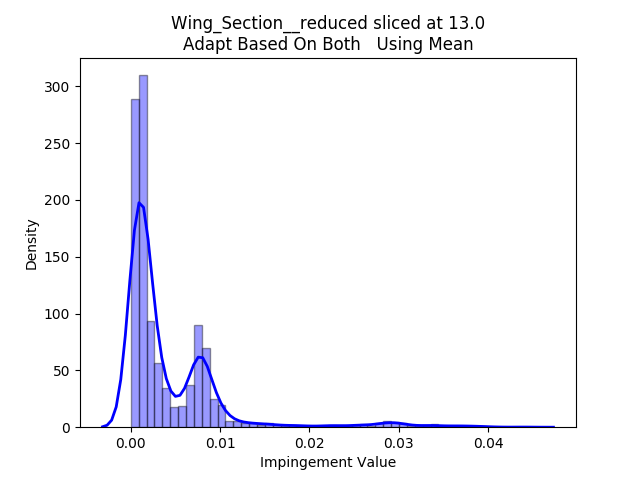 Wing_Section__reduced sliced at 13.0
Adapt Based On Both   Using Mean
300
250
200
150
100
50
0
Density
0.00 0.01 0.02 0.03 0.04
Impingement Value